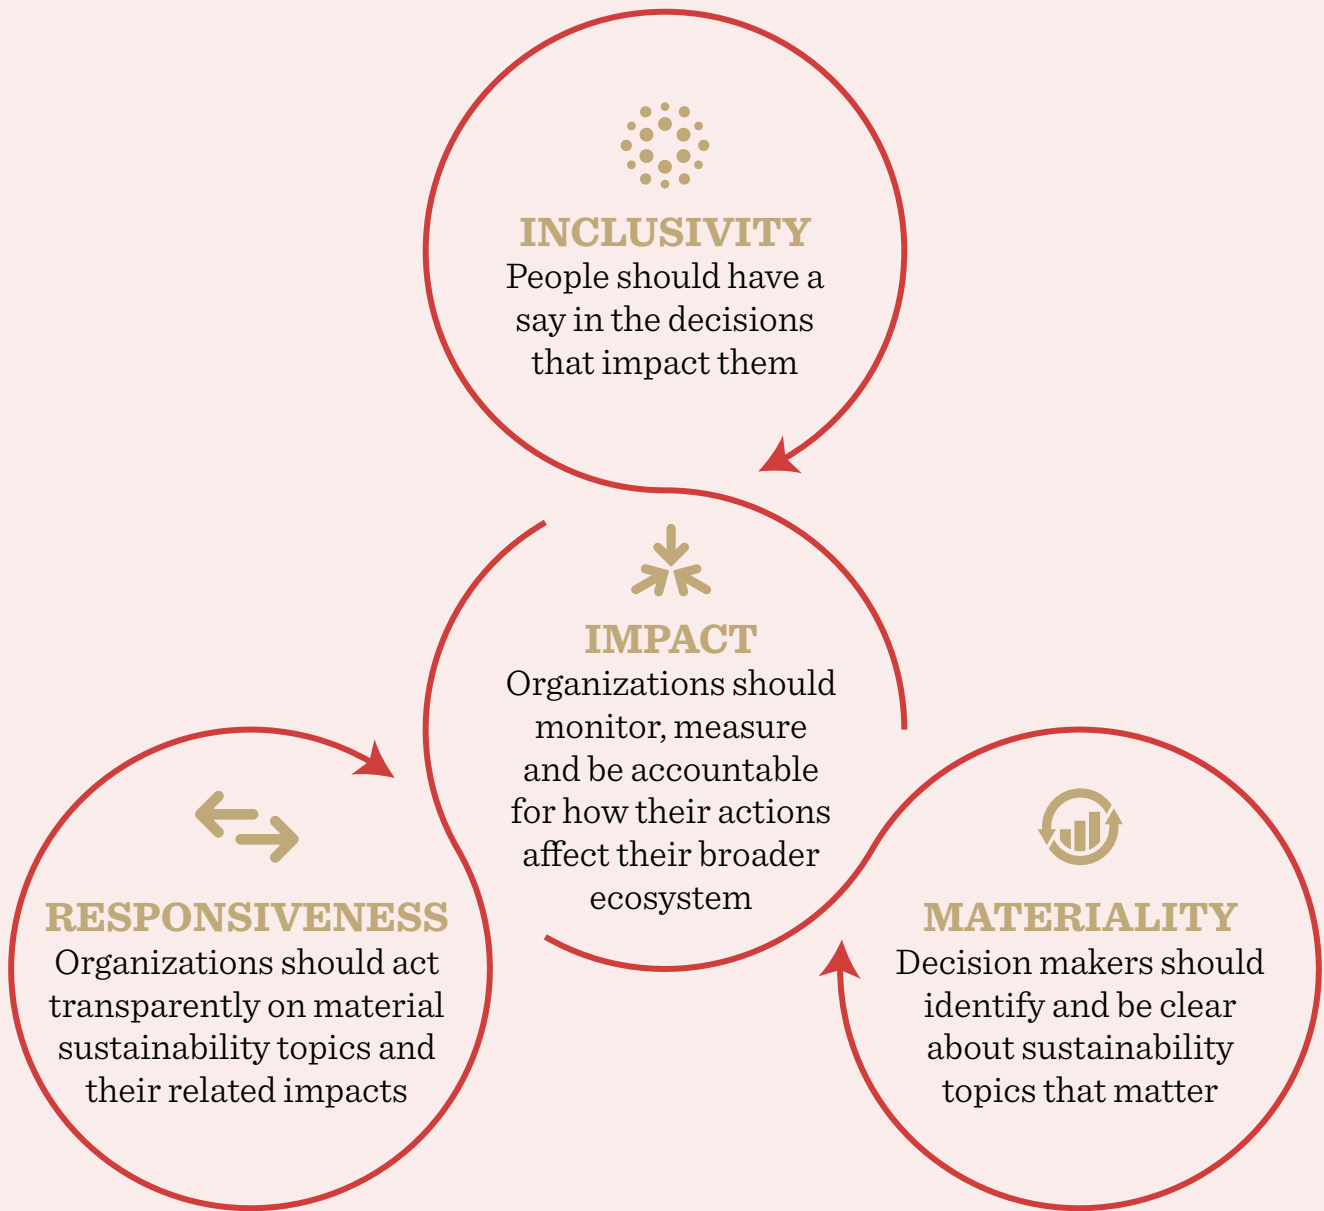 INCLUSIVITY
People should have a
say in the decisions
that impact them
IMPACT
Organizations should
monitor, measure
and be accountable
for how their actions
affect their broader
ecosystem
RESPONSIVENESS
Organizations should act
transparently on material
sustainability topics and
their related impacts
MATERIALITY
Decision makers should
identify and be clear
about sustainability
topics that matter